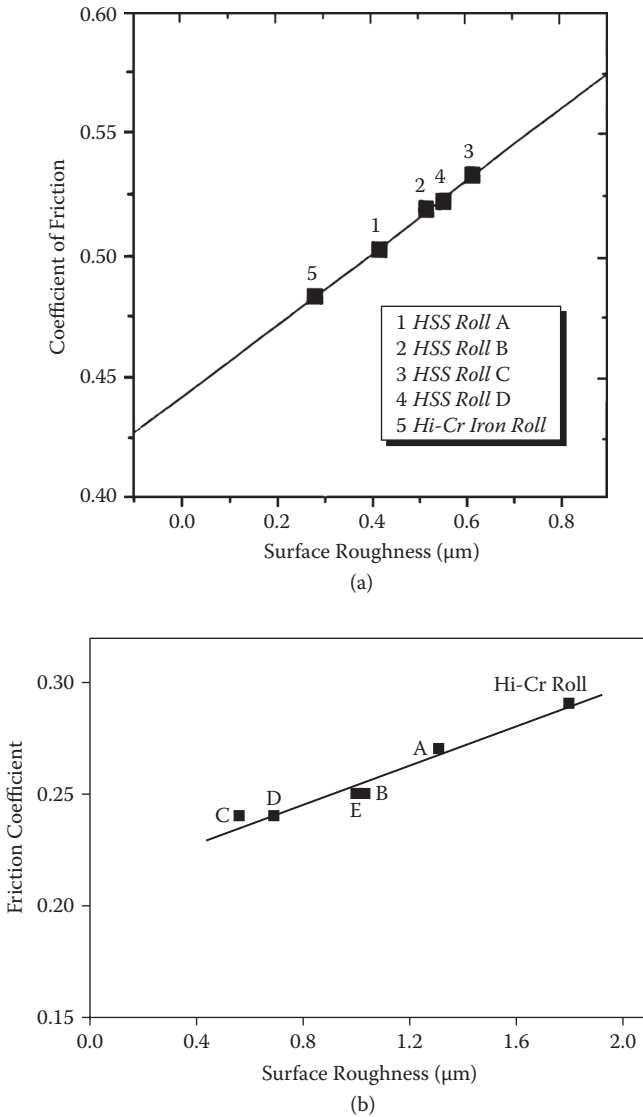 0.60
0.55
0.50
0.45
0.40
Coefficient of Friction
3
2 4
1
5
1 HSS Roll A
2 HSS Roll B
3 HSS Roll C
4 HSS Roll D
5 Hi-Cr Iron Roll
0.0 0.2 0.4 0.6 0.8
Surface Roughness (μm)
(a)
0.30
0.25
0.20
0.15
Friction Coefficient
Hi-Cr Roll
A
B
E
D
C
0.0 0.4 0.8 1.2 1.6 2.0
Surface Roughness (μm)
(b)